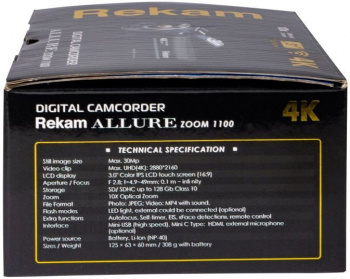 Rekam
ALLURE
DIGITAL CAMCORDER
Rekam ALLURE ZOOM 1100
4K
TECHNICAL SPECIFICATION
Still image size Max. 30Mp
Video size Max. UHD(4K): 2880*2160
LCD display 3.0" Color IPS LCD touch screen (16:9)
Aperture / Focus F 2.8; f=4.9~49mm; 0.1 m ~ infinity
Storage SD/ SDHC up to 128 Gb Class 10
Zoom 10X Optical Zoom
File Format Photo: JPEG, Video: MP4 with sound.
Flash modes LED light, external could be connected (optional)
Extra functions Autofocus, Self timer, EIS, aface detections, remote control
Interface Mini-USB (high speed), Mini C Type: HDMI, external microphone
(optional)
Power source Battery, Li-Ion (NP-40)
Sizes / Weight 125 × 63 × 60 mm / 308 g with battery